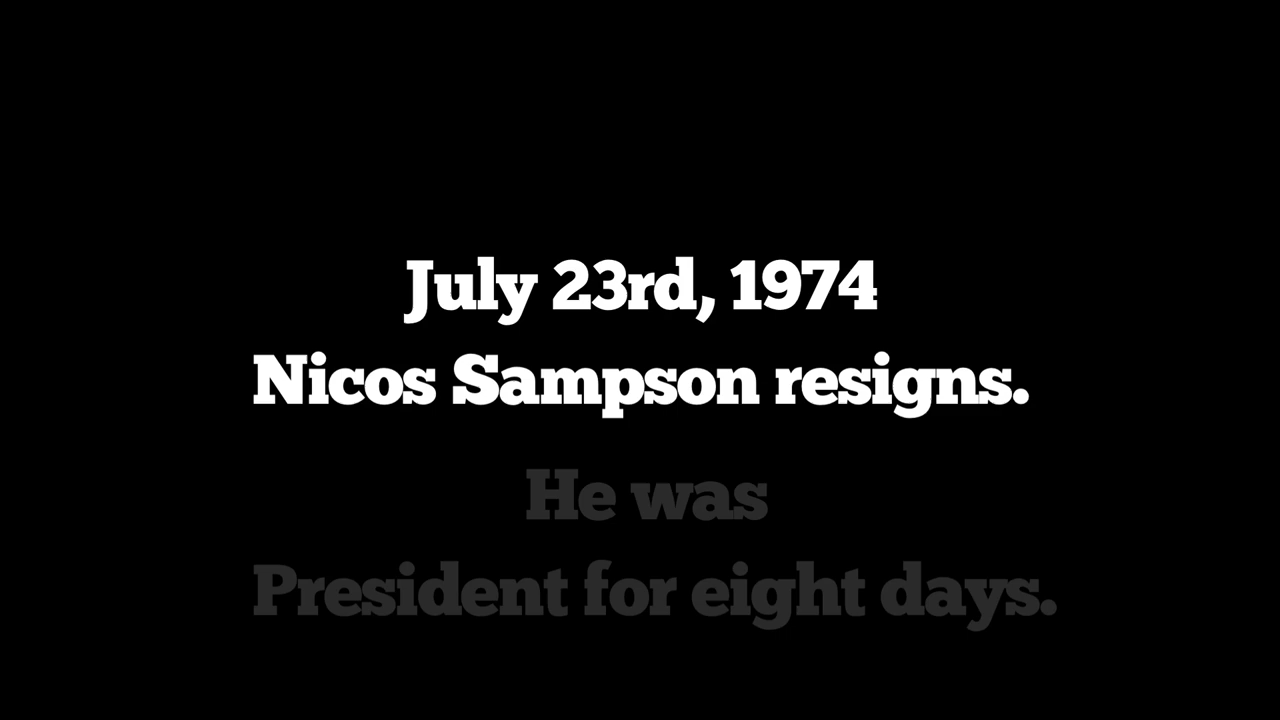 July 23rd, 1974
Nicos Sampson resigns.
He was
President for eight days.